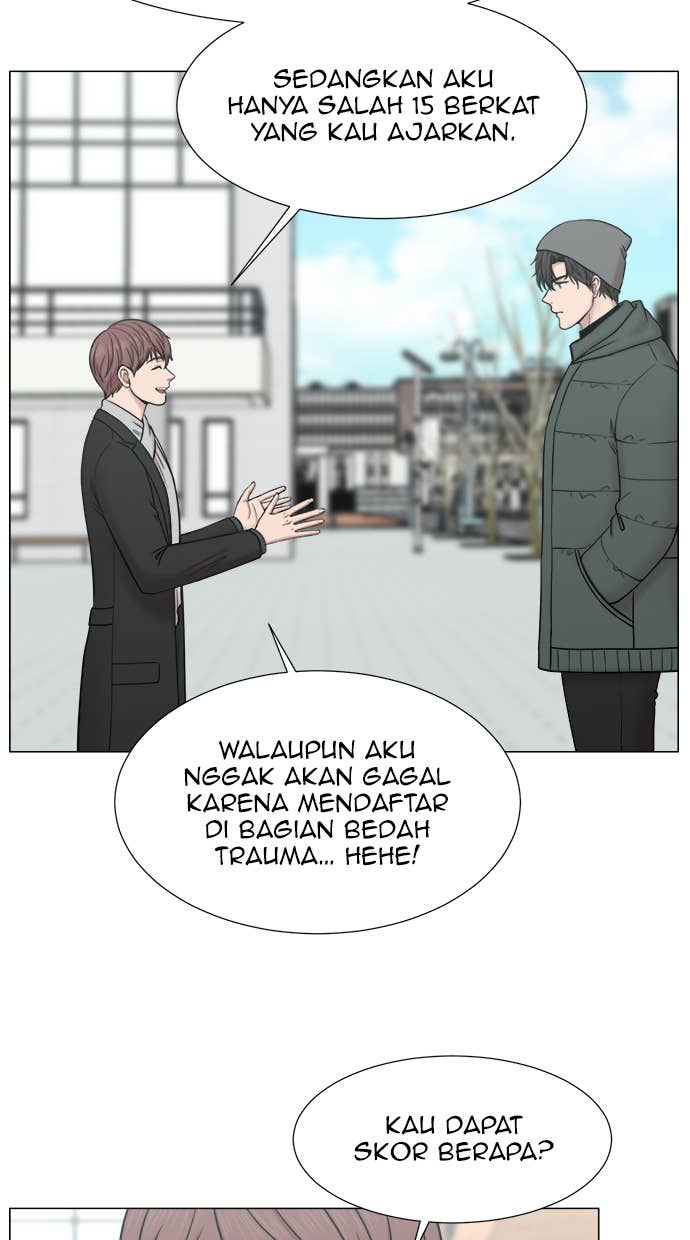 SEDANGKAN AKU
HANYA SALAH 15 BERKAT
YANG KAU AJARKAN.
WALAUPUN AKU
NGGAK AKAN GAGAL
KARENA MENDAFTAR
DI BAGIAN BEDAH
TRAUMA... HEHE!
KAU DAPAT
SKOR BERAPA?